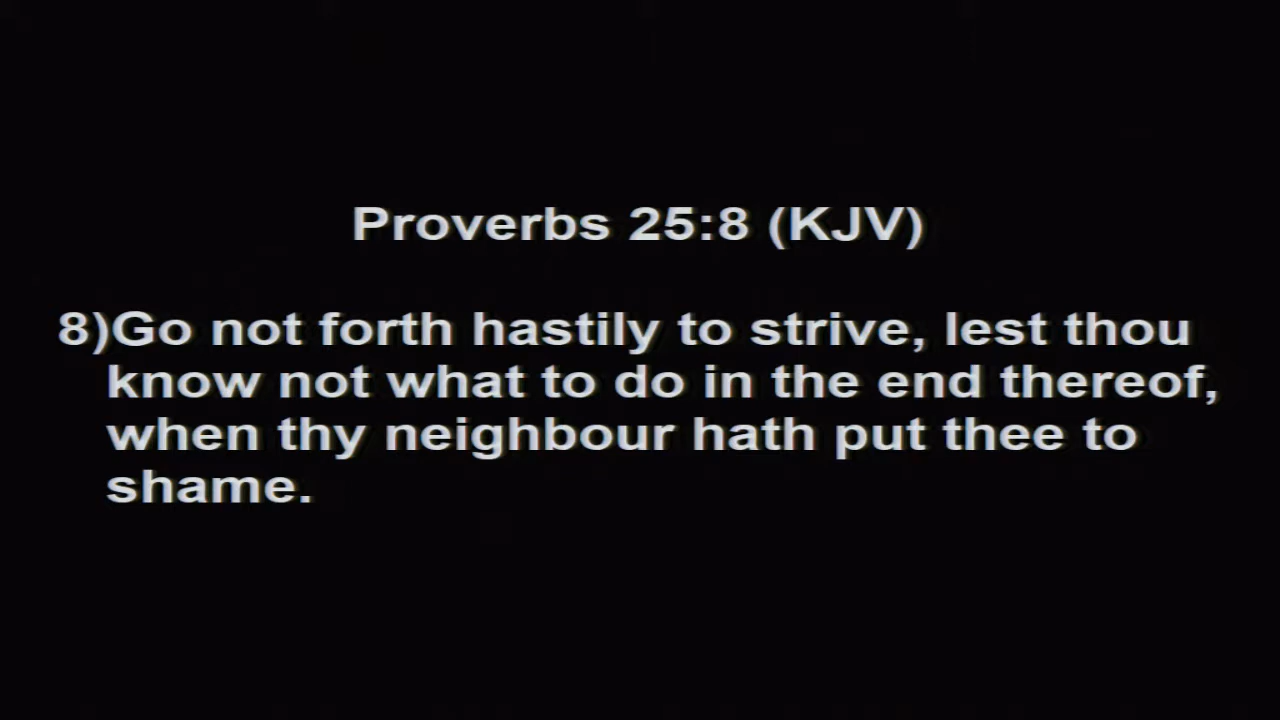 Proverbs 25:8 (KJV)
8)Go not forth hastily to strive, lest thou
know not what to do in the end thereof,
when thy neighbour hath put thee to
shame.